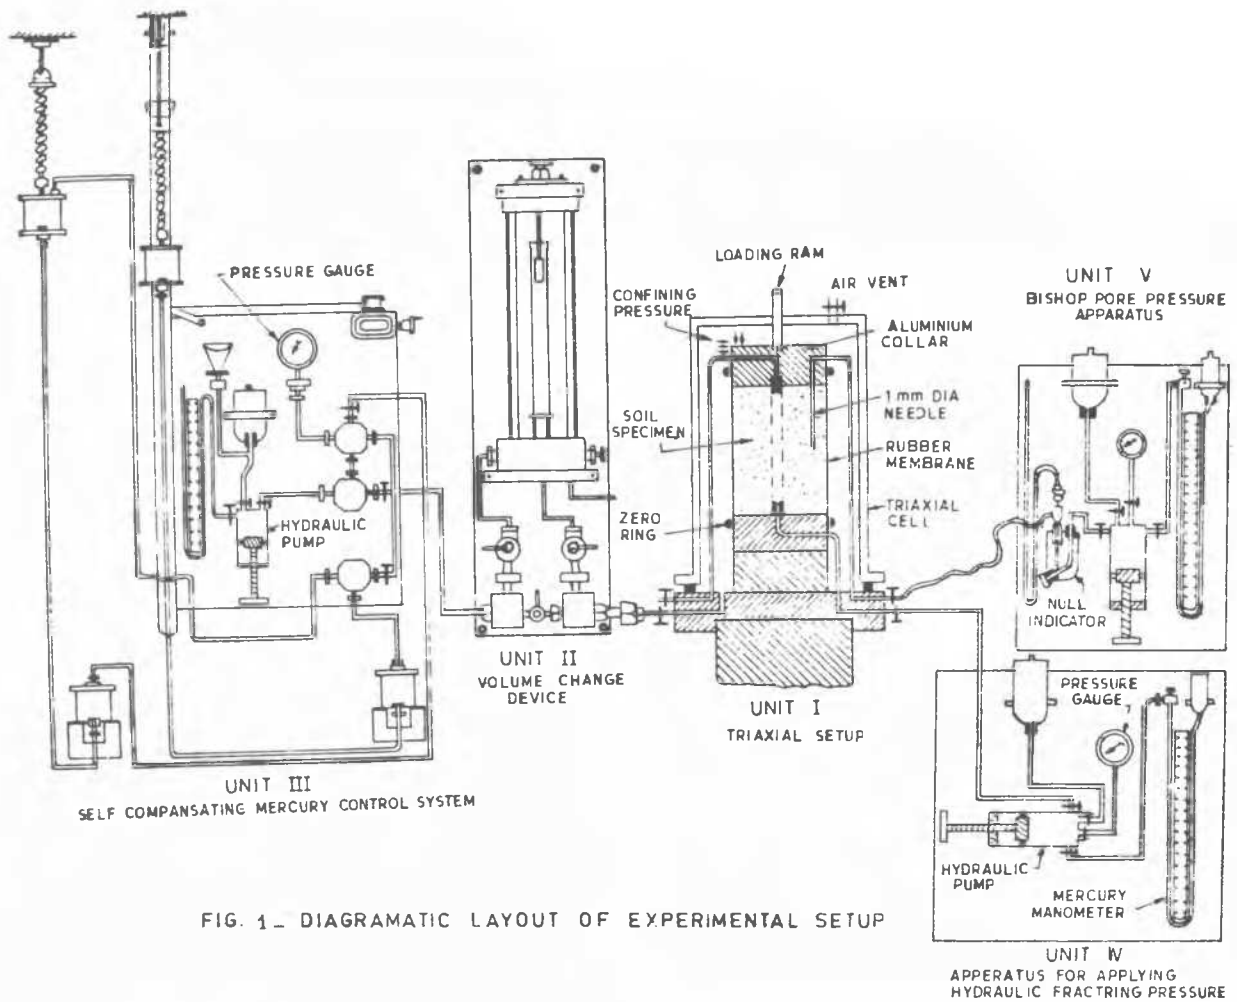 PRESSURE GAUGE
HYDRAULIC
PUMP
UNIT III
SELF COMPANSATING MERCURY CONTROL SYSTEM
UNIT II
VOLUME CHANGE
DEVICE
LOADING RAM
AIR VENT
CONFINING
PRESSURE
ALUMINIUM
COLLAR
1 mm DIA
NEEDLE
SOIL
SPECIMEN
RUBBER
MEMBRANE
TRIAXIAL
CELL
ZERO
RING
UNIT I
TRIAXIAL SETUP
UNIT V
BISHOP PORE PRESSURE
APPARATUS
NULL
INDICATOR
PRESSURE
GAUGE
HYDRAULIC
PUMP
MERCURY
MANOMETER
UNIT IV
APPERATUS FOR APPLYING
HYDRAULIC FRACTRING PRESSURE
FIG. 1_ DIAGRAMATIC LAYOUT OF EXPERIMENTAL SETUP